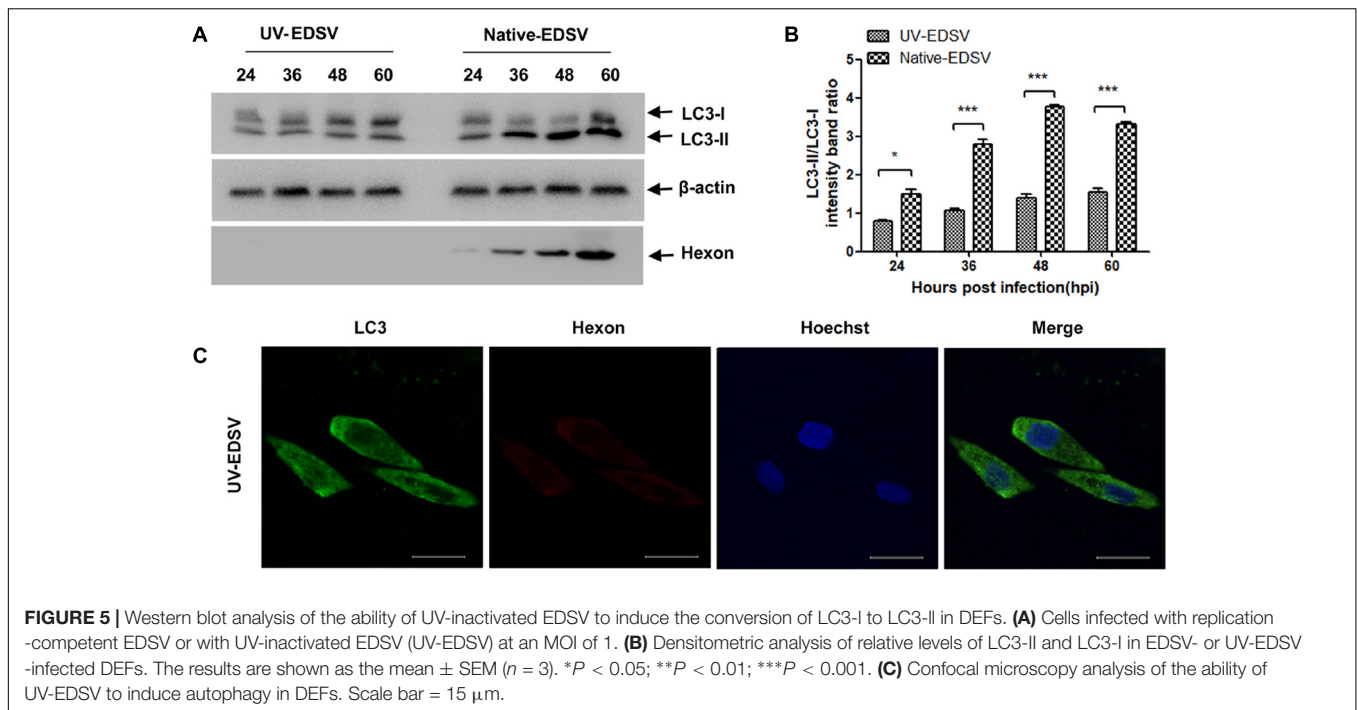 A
UV-EDSV Native-EDSV
24 36 48 60 24 36 48 60
LC3-I
LC3-II
β-actin
Hexon
B
UV-EDSV
Native-EDSV
LC3-II/LC3-I
intensity band ratio
5
4
3
2
1
0
* *** *** ***
24 36 48 60
Hours post infection(hpi)
C
LC3 Hexon Hoechst Merge
UV-EDSV
FIGURE 5 | Western blot analysis of the ability of UV-inactivated EDSV to induce the conversion of LC3-I to LC3-II in DEFs. (A) Cells infected with replication
-competent EDSV or with UV-inactivated EDSV (UV-EDSV) at an MOI of 1. (B) Densitometric analysis of relative levels of LC3-II and LC3-I in EDSV- or UV-EDSV
-infected DEFs. The results are shown as the mean ± SEM (n = 3). *P < 0.05; **P < 0.01; ***P < 0.001. (C) Confocal microscopy analysis of the ability of
UV-EDSV to induce autophagy in DEFs. Scale bar = 15 μm.